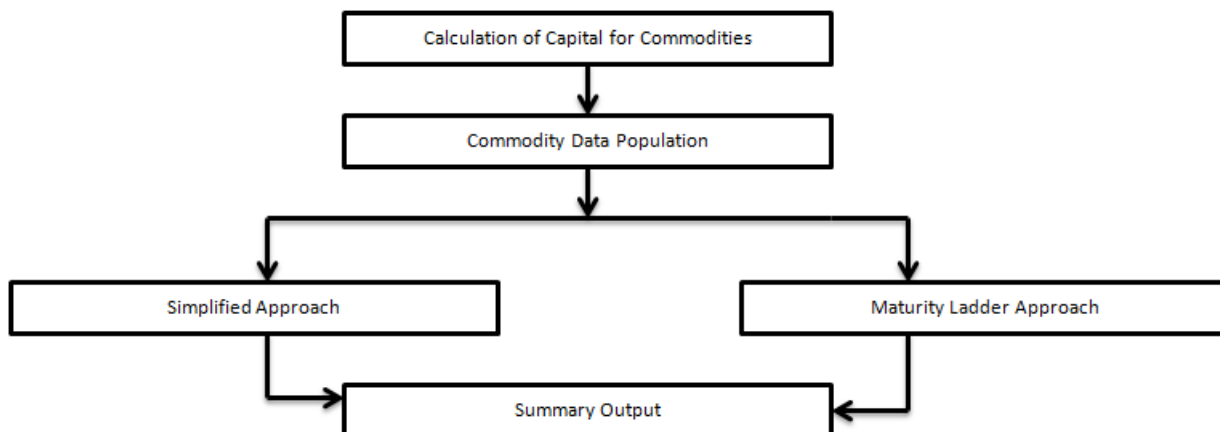 Calculation of Capital for Commodities
Commodity Data Population
Simplified Approach
Maturity Ladder Approach
Summary Output